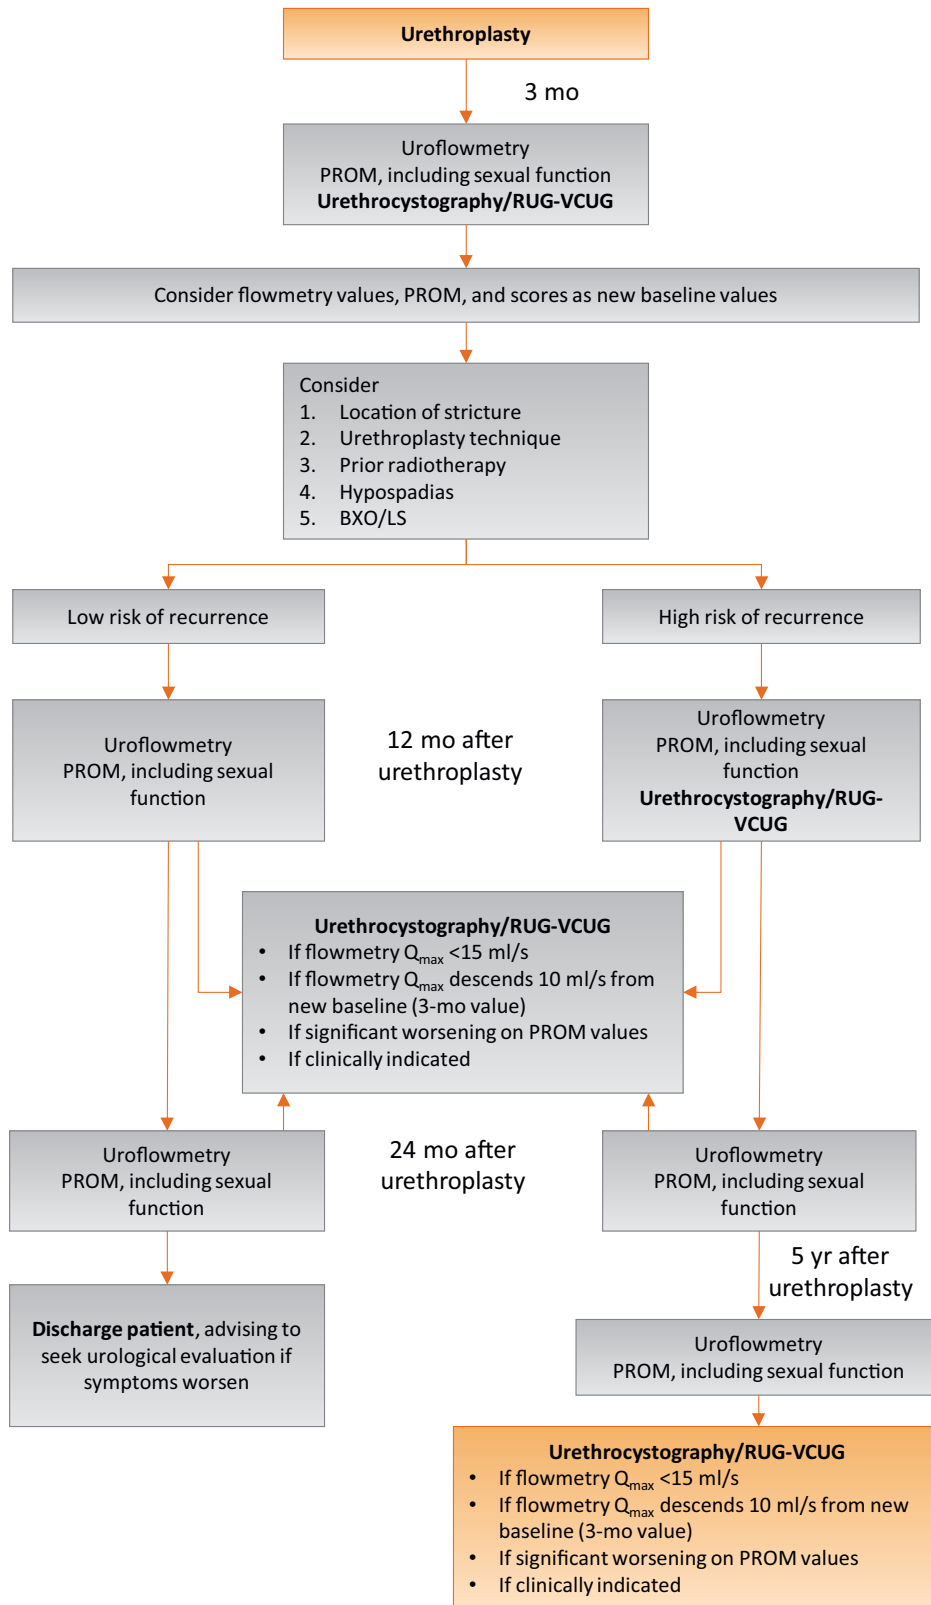 Urethroplasty
3 mo
Uroflowmetry
PROM, including sexual function
Urethrocystography/RUG-VCUG
Consider flowmetry values, PROM, and scores as new baseline values
Consider
1. Location of stricture
2. Urethroplasty technique
3. Prior radiotherapy
4. Hypospadias
5. BXO/LS
Low risk of recurrence
High risk of recurrence
Uroflowmetry
PROM, including sexual
function
12 mo after
urethroplasty
Uroflowmetry
PROM, including sexual
function
Urethrocystography/RUG-
VCUG
Urethrocystography/RUG-VCUG
• If flowmetry Qmax <15 ml/s
• If flowmetry Qmax descends 10 ml/s from
new baseline (3-mo value)
• If significant worsening on PROM values
• If clinically indicated
Uroflowmetry
PROM, including sexual
function
24 mo after
urethroplasty
Uroflowmetry
PROM, including sexual
function
5 yr after
urethroplasty
Discharge patient, advising to
seek urological evaluation if
symptoms worsen
Uroflowmetry
PROM, including sexual function
Urethrocystography/RUG-VCUG
• If flowmetry Qmax <15 ml/s
• If flowmetry Qmax descends 10 ml/s from new
baseline (3-mo value)
• If significant worsening on PROM values
• If clinically indicated